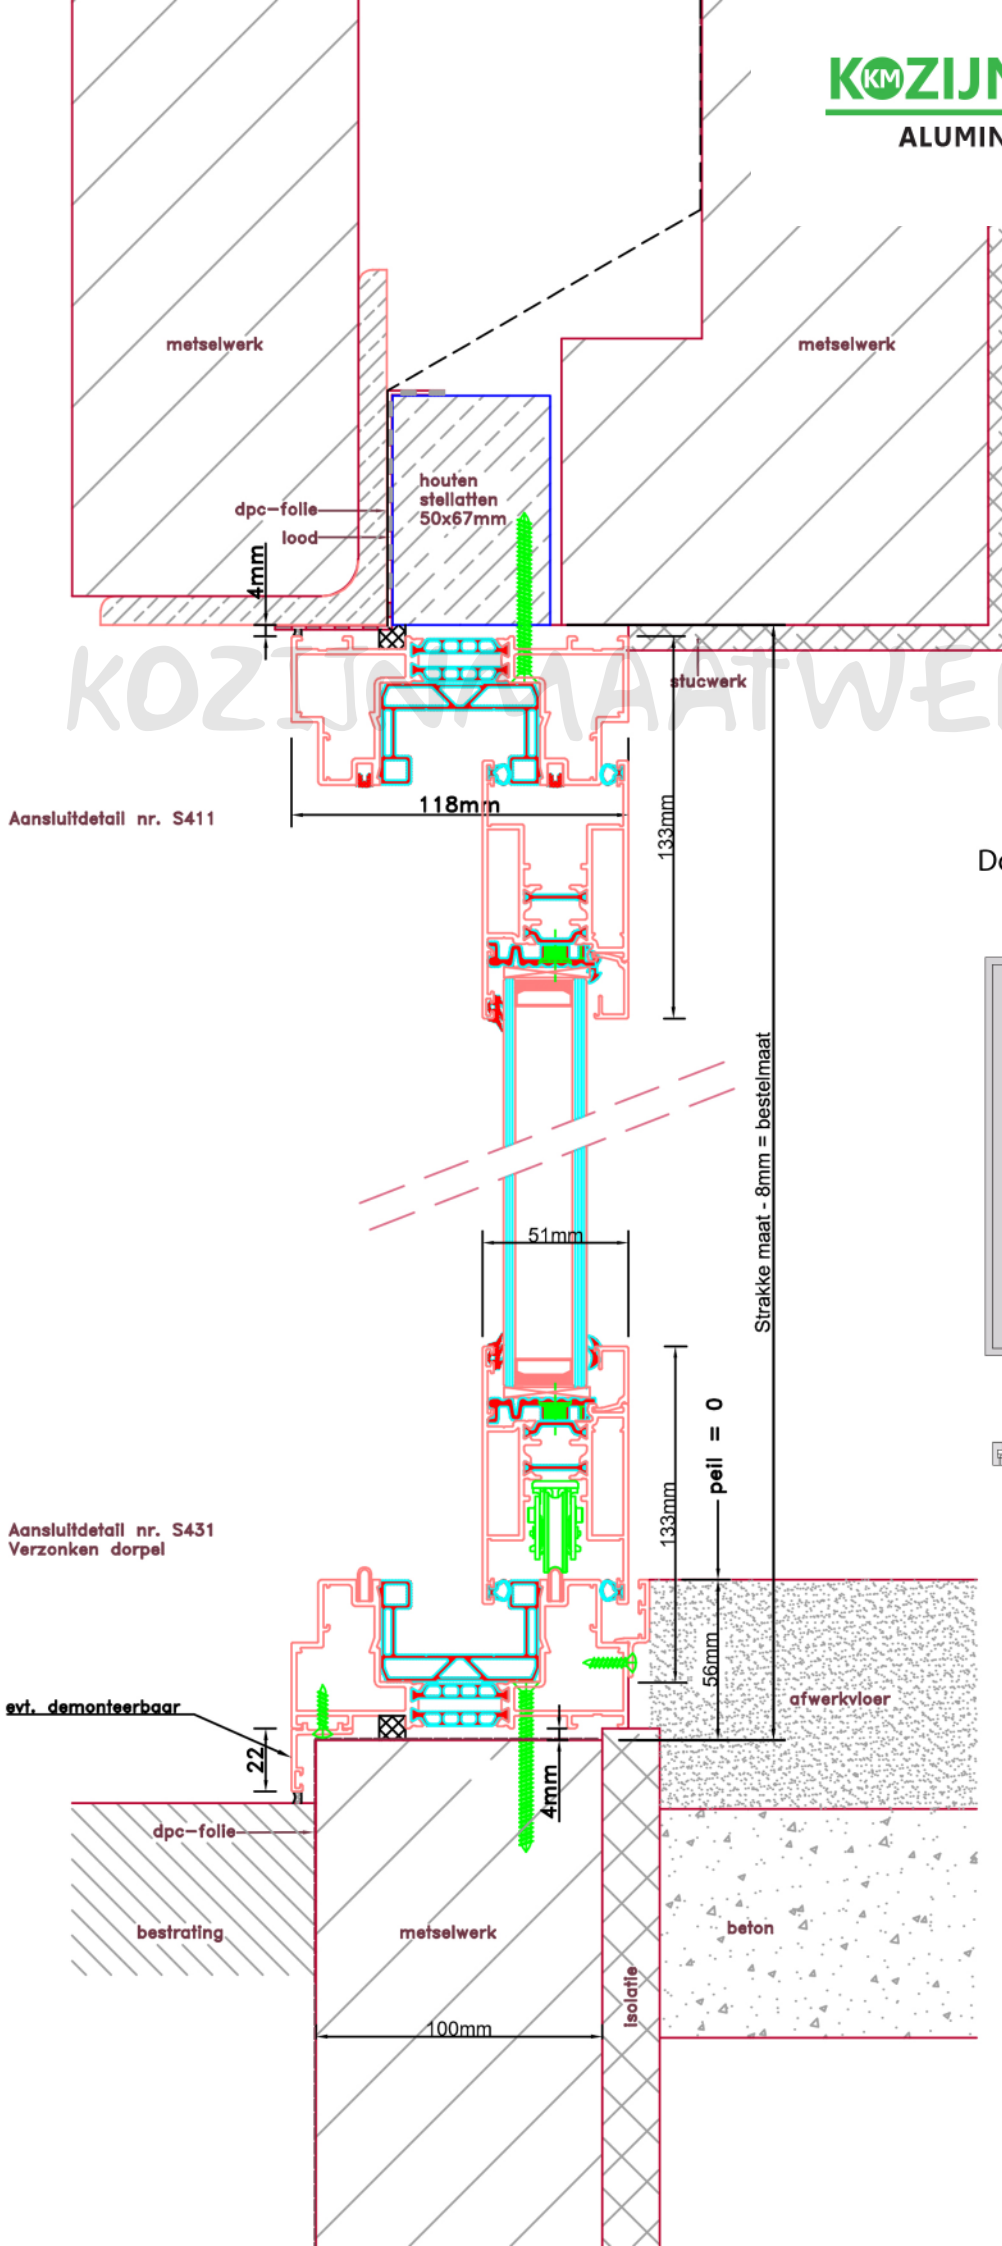 KOZIJN
KM
ALUMIN
metselwerk
metselwerk
houten
stellatten
50x67mm
dpc-folie
lood
4mm
KOZIJNMAATWE
stucwerk
118mm
133mm
Aansluitdetail nr. S411
Do
Strakke maat - 8mm = bestelmaat
51mm
peil = 0
133mm
Aansluitdetail nr. S431
Verzonken dorpel
56mm
afwerkvloer
evt. demonteerbaar
22
4mm
dpc-folie
bestrating
metselwerk
beton
isolatie
100mm